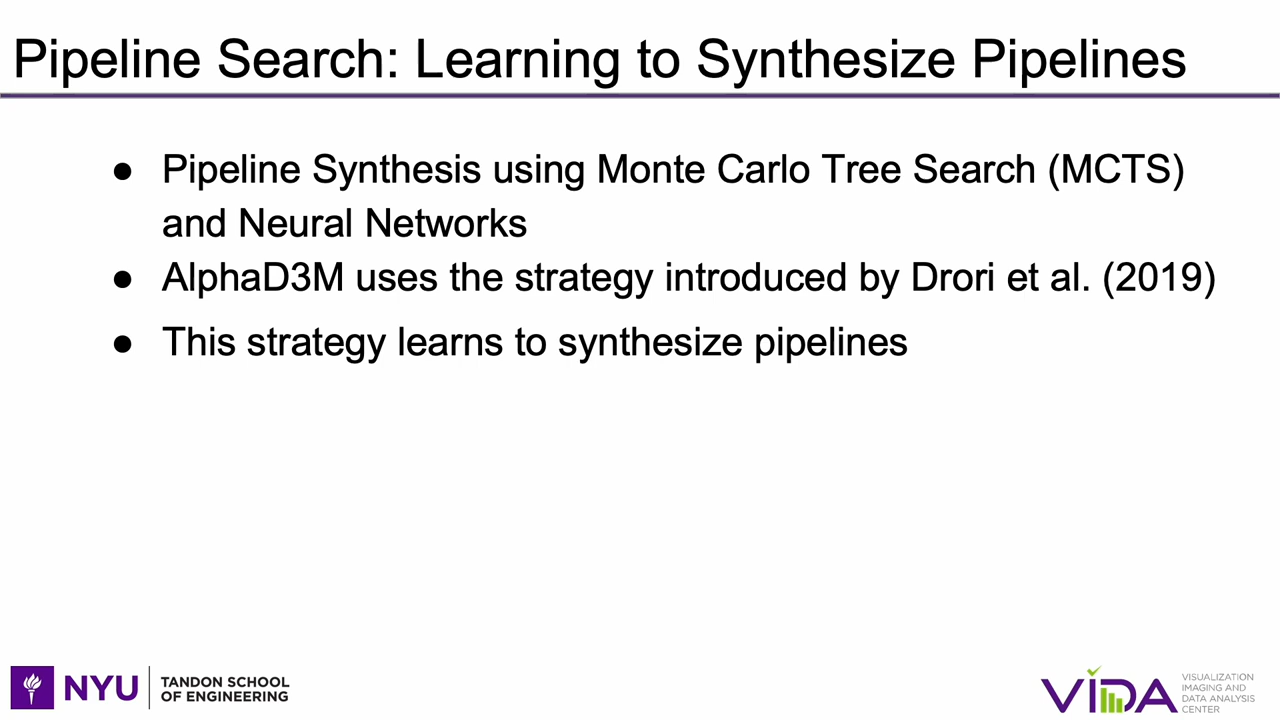 Pipeline Search: Learning to Synthesize Pipelines
● Pipeline Synthesis using Monte Carlo Tree Search (MCTS)
and Neural Networks
● AlphaD3M uses the strategy introduced by Drori et al. (2019)
● This strategy learns to synthesize pipelines
NYU
TANDON SCHOOL
OF ENGINEERING
VIDA
VISUALIZATION
IMAGING AND
DATA ANALYSIS
CENTER